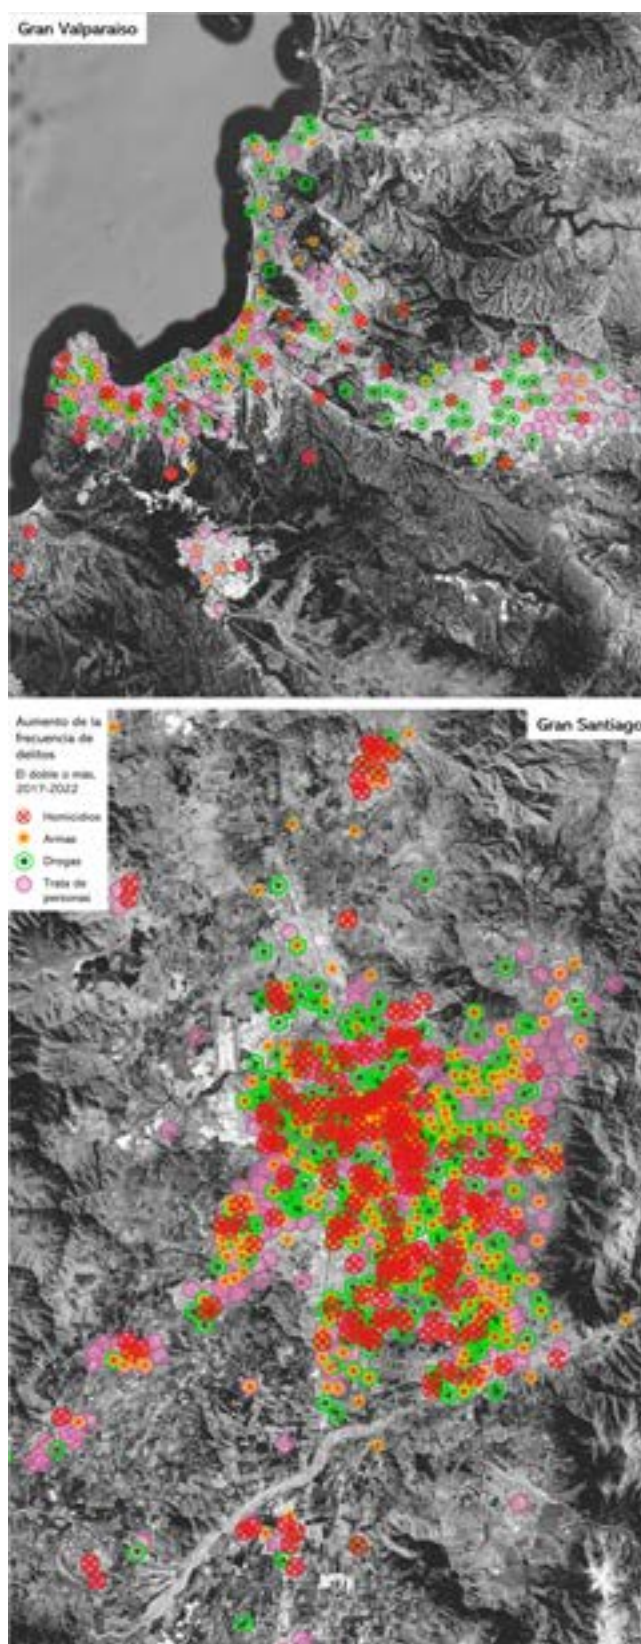 Gran Valparaíso
Gran Santiago
Aumento de la
frecuencia de
delitos
El doble o más,
2017-2022
Homicidios
Armas
Drogas
Trata de
personas